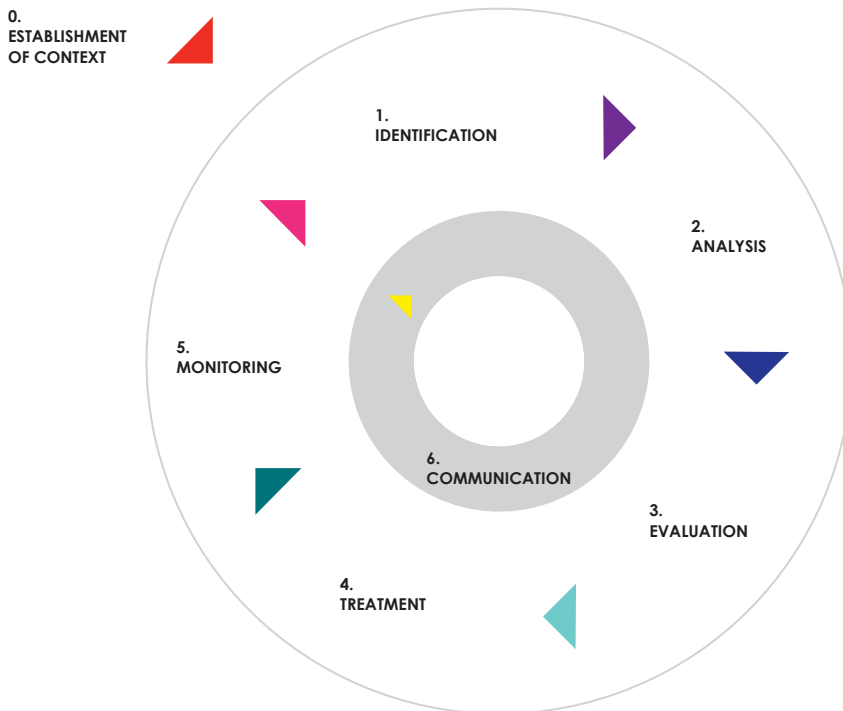 0.
ESTABLISHMENT
OF CONTEXT
1.
IDENTIFICATION
2.
ANALYSIS
3.
EVALUATION
4.
TREATMENT
5.
MONITORING
6.
COMMUNICATION